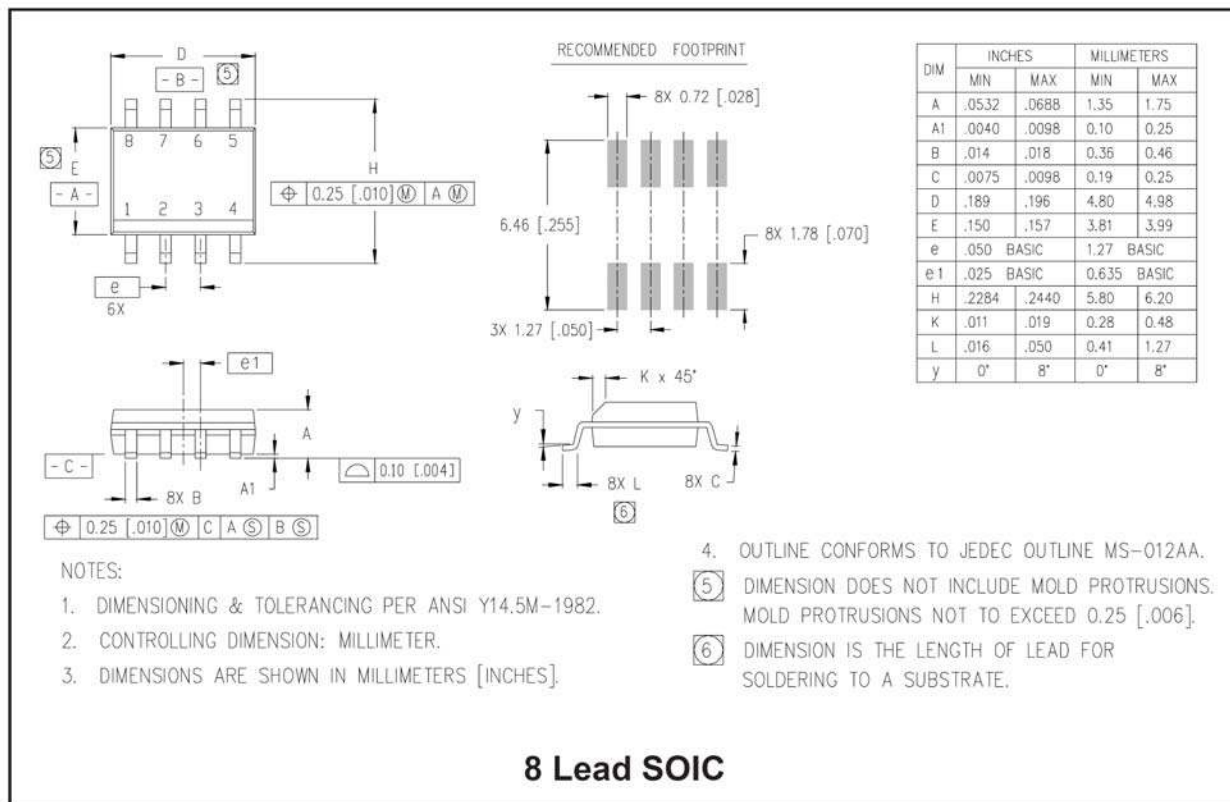 D
- B - 5
8 7 6 5
5 E
H
- A -
⌖ 0.25 [.010] Ⓜ A Ⓜ
1 2 3 4
e
6X
RECOMMENDED FOOTPRINT
8X 0.72 [.028]
6.46 [.255]
8X 1.78 [.070]
3X 1.27 [.050]
DIM INCHES MILLIMETERS
MIN MAX MIN MAX
A .0532 .0688 1.35 1.75
A1 .0040 .0098 0.10 0.25
B .014 .018 0.36 0.46
C .0075 .0098 0.19 0.25
D .189 .196 4.80 4.98
E .150 .157 3.81 3.99
e .050 BASIC 1.27 BASIC
e1 .025 BASIC 0.635 BASIC
H .2284 .2440 5.80 6.20
K .011 .019 0.28 0.48
L .016 .050 0.41 1.27
y 0° 8° 0° 8°
e1
A
- C -
A1
8X B
⌓ 0.10 [.004]
⌖ 0.25 [.010] Ⓜ C A Ⓢ B Ⓢ
K x 45°
y
8X L
8X C
6
NOTES:
1. DIMENSIONING & TOLERANCING PER ANSI Y14.5M-1982.
2. CONTROLLING DIMENSION: MILLIMETER.
3. DIMENSIONS ARE SHOWN IN MILLIMETERS [INCHES].
4. OUTLINE CONFORMS TO JEDEC OUTLINE MS-012AA.
5 DIMENSION DOES NOT INCLUDE MOLD PROTRUSIONS.
MOLD PROTRUSIONS NOT TO EXCEED 0.25 [.006].
6 DIMENSION IS THE LENGTH OF LEAD FOR
SOLDERING TO A SUBSTRATE.
8 Lead SOIC